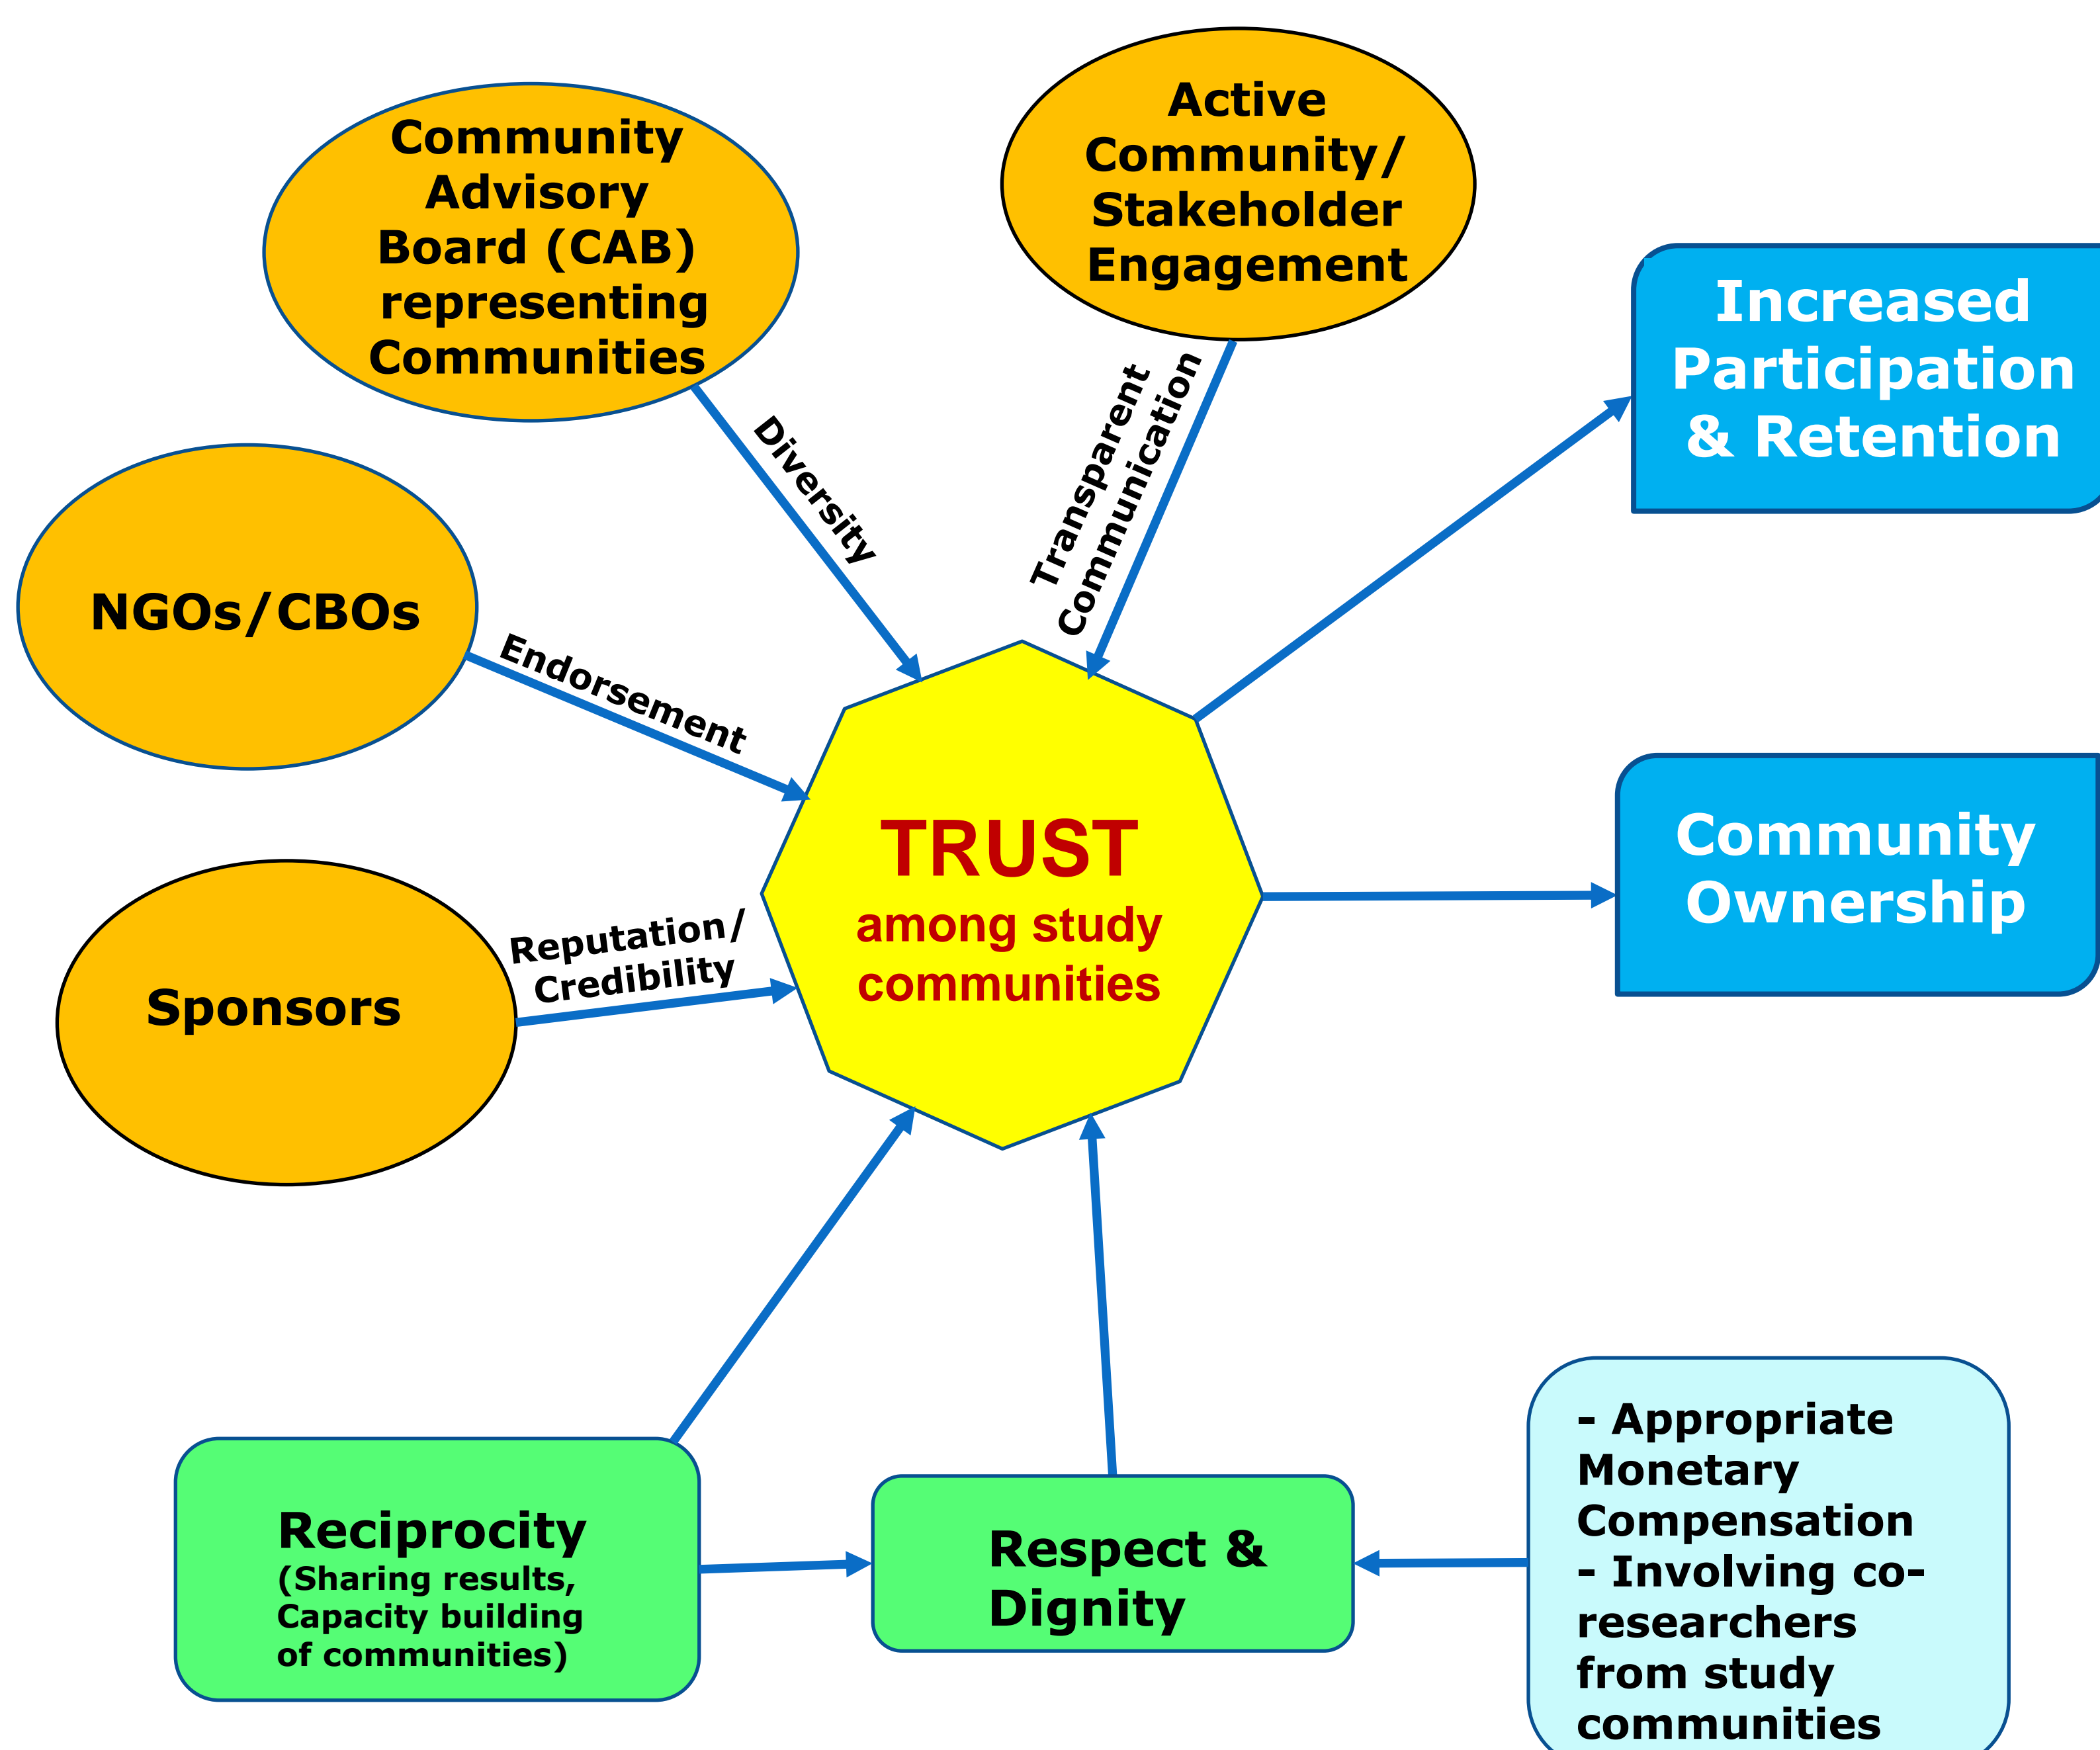 Community
Advisory
Board (CAB)
representing
Communities
Active
Community/
Stakeholder
Engagement
Increased
Participation
& Retention
Diversity
Transparent
Communication
NGOs/CBOs
Endorsement
TRUST
among study
communities
Community
Ownership
Reputation/
Credibility
Sponsors
Reciprocity
(Sharing results,
Capacity building
of communities)
Respect &
Dignity
- Appropriate
Monetary
Compensation
- Involving co-
researchers
from study
communities